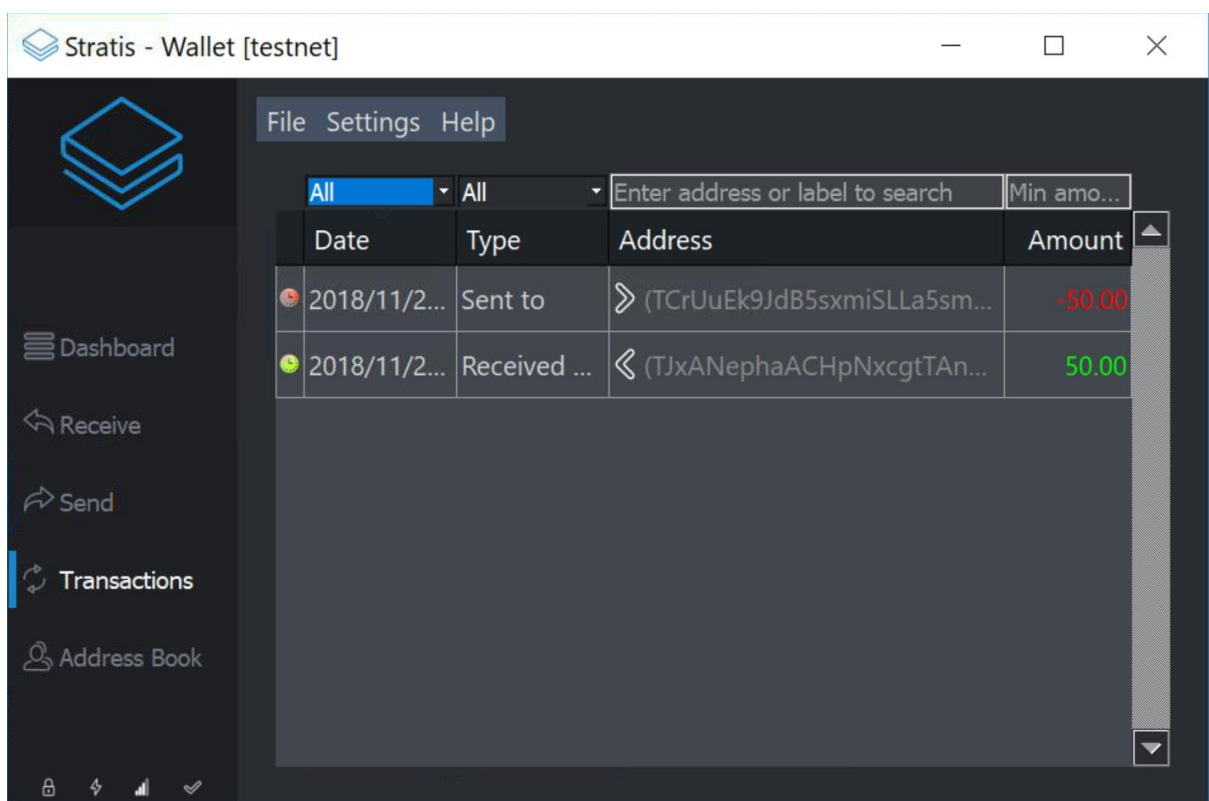 Stratis - Wallet [testnet]
File Settings Help
All All Enter address or label to search Min amo...
Date Type Address Amount
2018/11/2... Sent to (TCrUuEk9JdB5sxmiSLLa5sm... -50.00
2018/11/2... Received ... (TJxANephaACHpNxcgtTAn... 50.00
Dashboard
Receive
Send
Transactions
Address Book